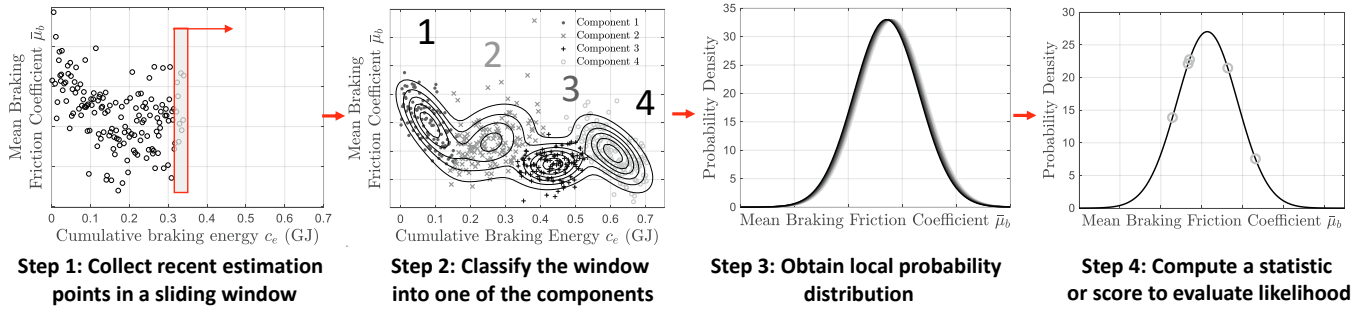 Mean Braking
Friction Coefficient μ̄_b
0 0.1 0.2 0.3 0.4 0.5 0.6 0.7
Cumulative braking energy c_e (GJ)
Step 1: Collect recent estimation
points in a sliding window
Mean Braking
Friction Coefficient μ̄_b
1
2
3
4
Component 1
Component 2
Component 3
Component 4
0 0.1 0.2 0.3 0.4 0.5 0.6 0.7
Cumulative Braking Energy c_e (GJ)
Step 2: Classify the window
into one of the components
Probability Density
35
30
25
20
15
10
5
0
Mean Braking Friction Coefficient μ̄_b
Step 3: Obtain local probability
distribution
Probability Density
30
25
20
15
10
5
0
Mean Braking Friction Coefficient μ̄_b
Step 4: Compute a statistic
or score to evaluate likelihood